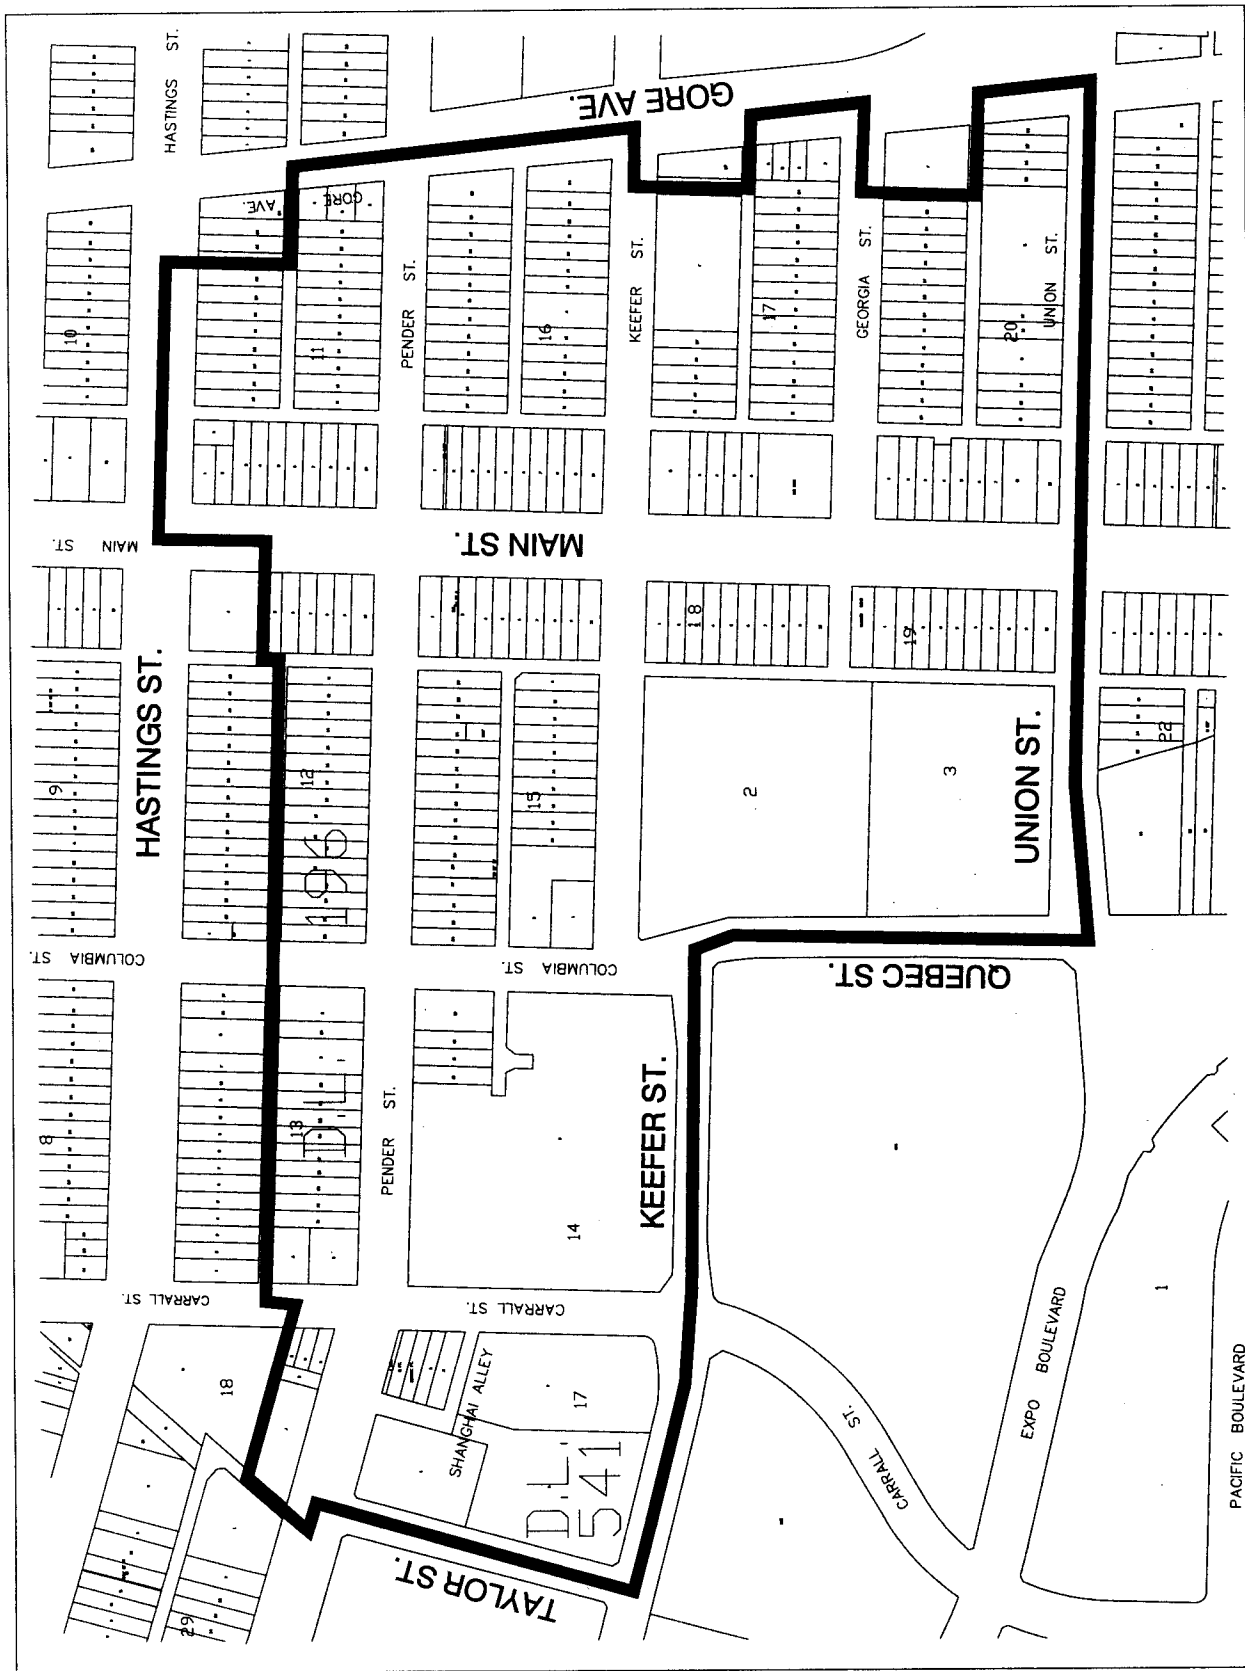 HASTINGS ST.
GORE AVE.
GORE AVE.
10
11
PENDER ST.
16
KEEFER ST.
17
GEORGIA ST.
20
UNION ST.
MAIN ST.
MAIN ST.
HASTINGS ST.
9
12
196
15
18
19
2
3
UNION ST.
22
COLUMBIA ST.
COLUMBIA ST.
QUEBEC ST.
8
13
D.L.
PENDER ST.
14
KEEFER ST.
CARRALL ST.
CARRALL ST.
18
SHANGHAI ALLEY
17
D.L.
541
TAYLOR ST.
29
CARRALL ST.
EXPO BOULEVARD
1
PACIFIC BOULEVARD